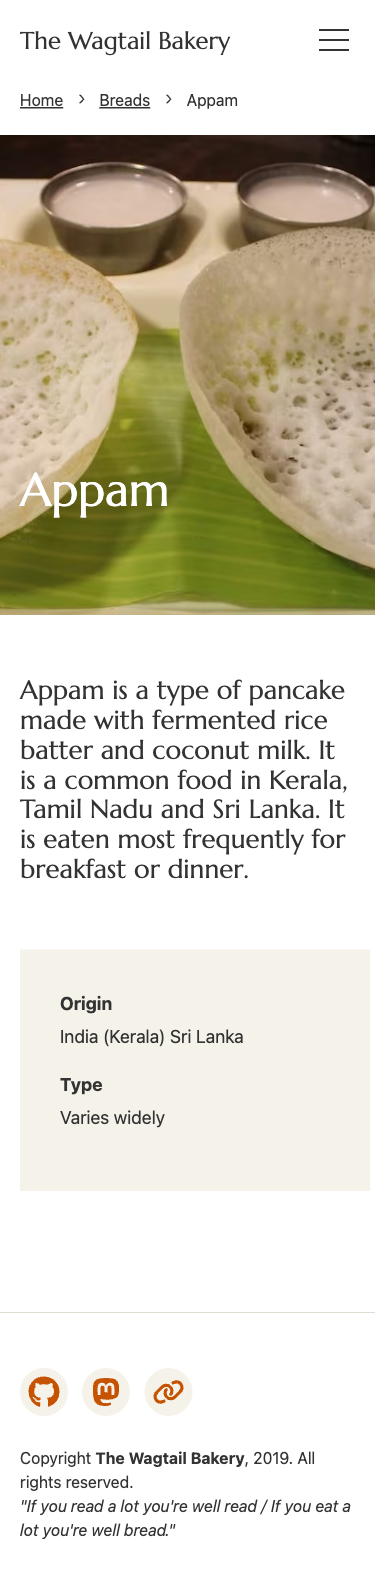 The Wagtail Bakery
Home › Breads › Appam
Appam
Appam is a type of pancake
made with fermented rice
batter and coconut milk. It
is a common food in Kerala,
Tamil Nadu and Sri Lanka. It
is eaten most frequently for
breakfast or dinner.
Origin
India (Kerala) Sri Lanka
Type
Varies widely
Copyright The Wagtail Bakery, 2019. All
rights reserved.
"If you read a lot you're well read / If you eat a
lot you're well bread."